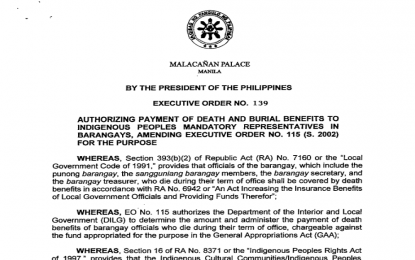 MALACAÑAN PALACE
MANILA
BY THE PRESIDENT OF THE PHILIPPINES
EXECUTIVE ORDER NO. 139
AUTHORIZING PAYMENT OF DEATH AND BURIAL BENEFITS TO
INDIGENOUS PEOPLES MANDATORY REPRESENTATIVES IN
BARANGAYS, AMENDING EXECUTIVE ORDER NO. 115 (S. 2002)
FOR THE PURPOSE
WHEREAS, Section 393(b)(2) of Republic Act (RA) No. 7160 or the "Local
Government Code of 1991," provides that officials of the barangay, which include the
punong barangay, the sangguniang barangay members, the barangay secretary, and
the barangay treasurer, who die during their term of office shall be covered by death
benefits in accordance with RA No. 6942 or "An Act Increasing the Insurance Benefits
of Local Government Officials and Providing Funds Therefor";
WHEREAS, EO No. 115 authorizes the Department of the Interior and Local
Government (DILG) to determine the amount and administer the payment of death
benefits of barangay officials who die during their term of office, chargeable against
the fund appropriated for the purpose in the General Appropriations Act (GAA);
WHEREAS, Section 16 of RA No. 8371 or the "Indigenous Peoples Rights Act
of 1997," provides that the Indigenous Cultural Communities/Indigenous Peoples